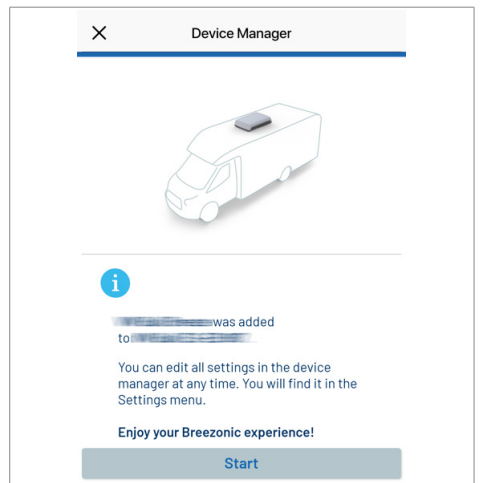 Device Manager
was added
to
You can edit all settings in the device
manager at any time. You will find it in the
Settings menu.
Enjoy your Breezonic experience!
Start